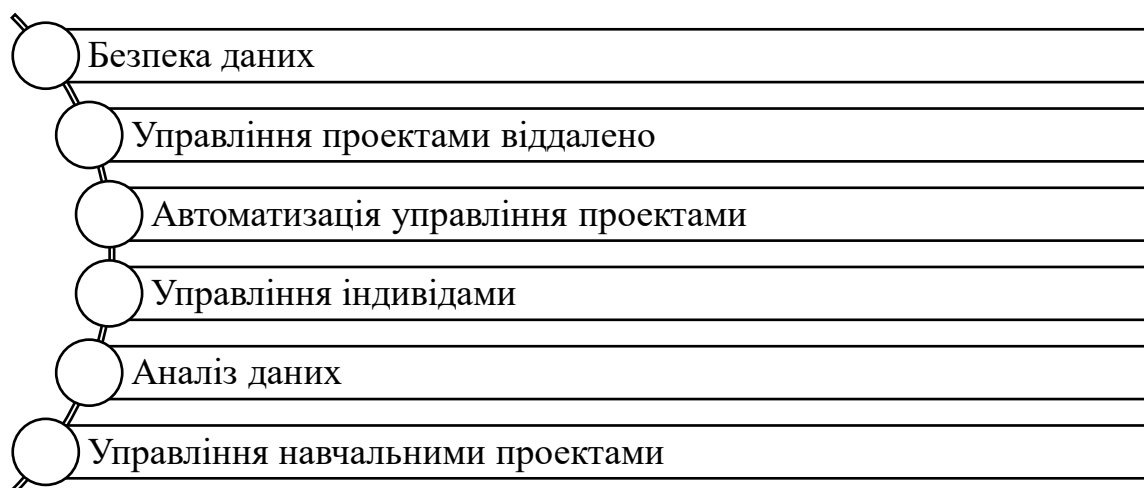 Безпека даних
Управління проектами віддалено
Автоматизація управління проектами
Управління індивідами
Аналіз даних
Управління навчальними проектами